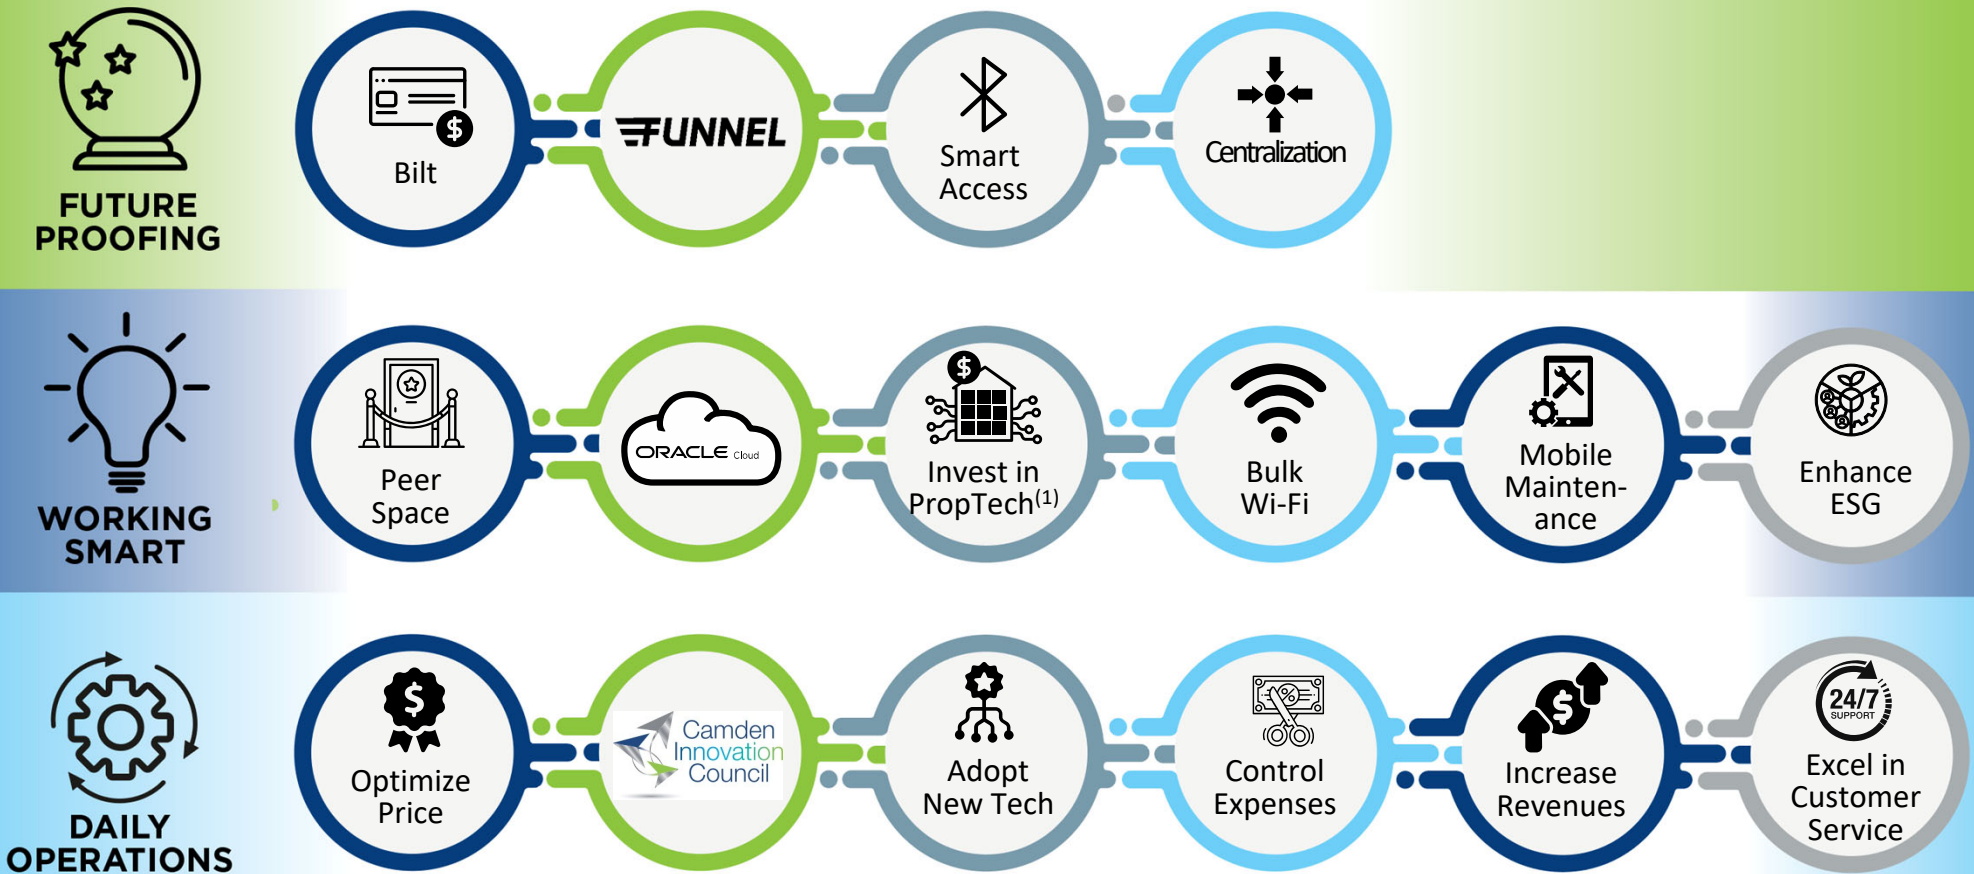 FUTURE
PROOFING
$
Bilt
FUNNEL
Smart
Access
Centralization
WORKING
SMART
Peer
Space
ORACLE Cloud
$
Invest in
PropTech(1)
Bulk
Wi-Fi
Mobile
Mainten-
ance
Enhance
ESG
DAILY
OPERATIONS
$
Optimize
Price
Camden
Innovation
Council
Adopt
New Tech
%
Control
Expenses
$
Increase
Revenues
24/7
SUPPORT
Excel in
Customer
Service